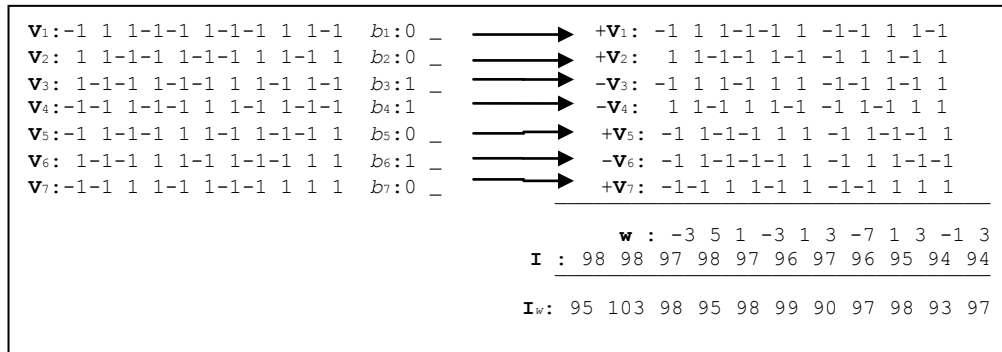 V1:-1 1 1-1-1 1-1-1 1 1-1 b1:0 _ +V1: -1 1 1-1-1 1 -1-1 1 1-1
V2: 1 1-1 1-1 1-1 1 1-1 1 b2:0 _ +V2: 1 1-1 1-1 1 -1 1 1-1 1
V3: 1-1-1 1-1-1 1-1-1 1-1 b3:1 _ -V3: -1 1 1-1 1 1 -1 1 1-1 1
V4:-1-1 1-1-1 1 1-1 1-1-1 b4:1 -V4 1 1-1 1 1-1 -1 1-1 1 1
V5:-1 1-1-1 1 1-1 1-1-1 1 b5:0 _ +V5: -1 1-1-1 1 1 -1 1-1-1 1
V6: 1-1 1 1 1-1 1-1-1 1 1 b6:1 _ -V6: -1 1-1-1-1 1 -1 1 1-1-1
V7:-1-1 1 1-1 1-1-1 1 1 1 b7:0 _ +V7: -1-1 1 1-1 1 -1-1 1 1 1
w : -3 5 1 -3 1 3 -7 1 3 -1 3
I : 98 98 97 98 97 96 97 96 95 94 94
Iw: 95 103 98 95 98 99 90 97 98 93 97